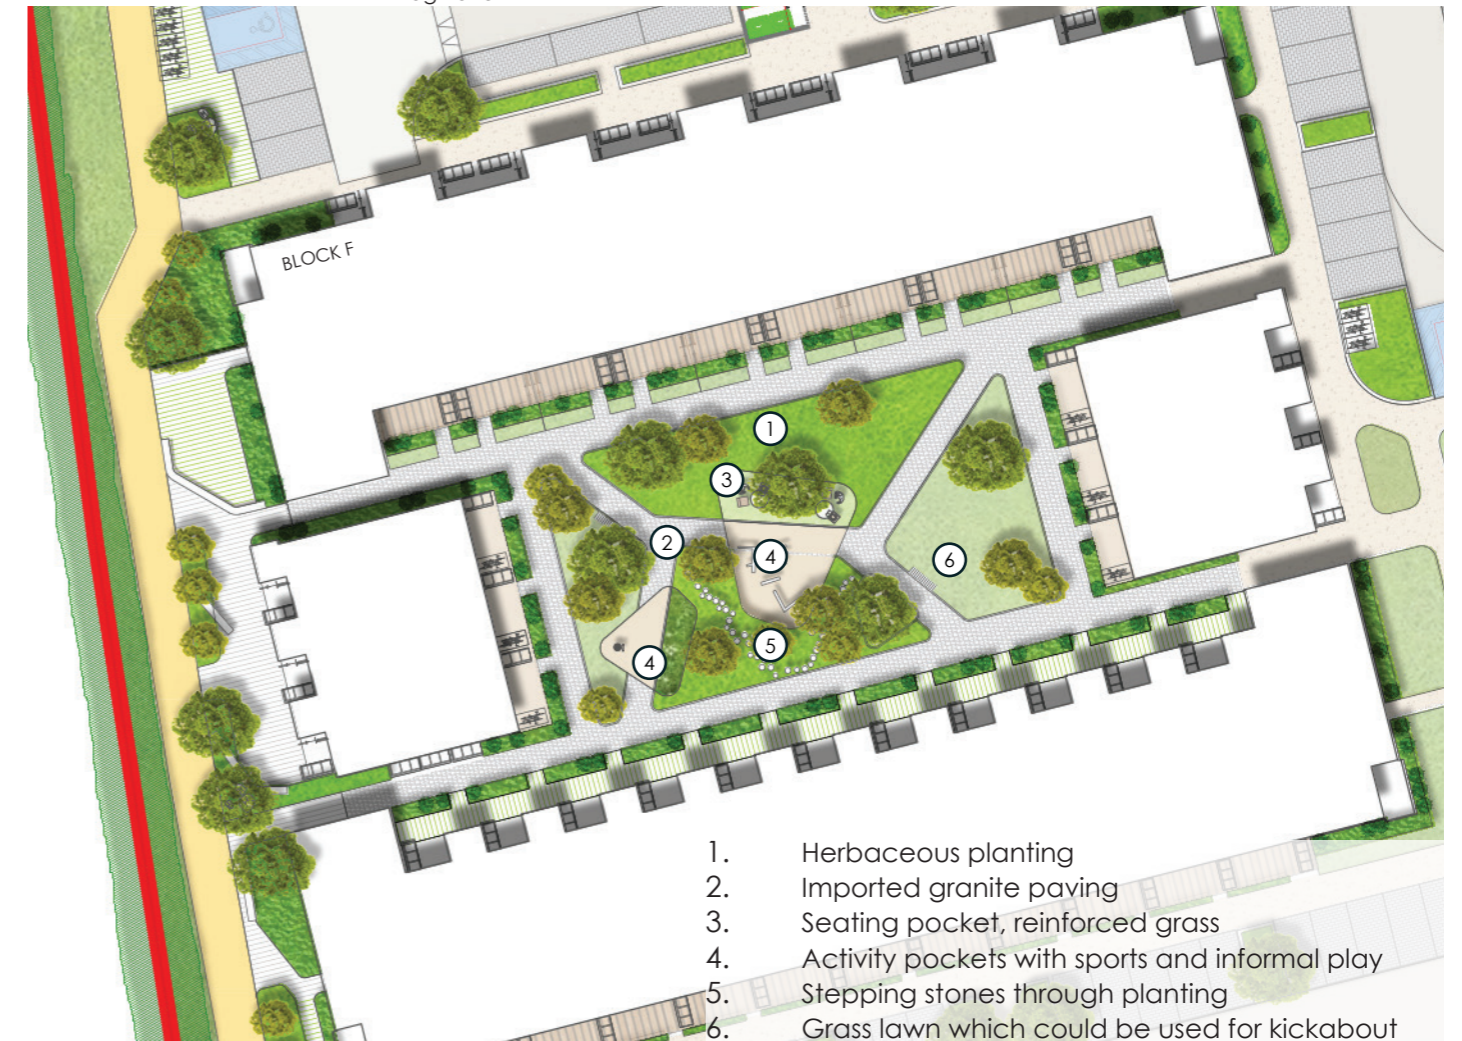 BLOCK F
1
3
2
4
6
5
4
1. Herbaceous planting
2. Imported granite paving
3. Seating pocket, reinforced grass
4. Activity pockets with sports and informal play
5. Stepping stones through planting
6. Grass lawn which could be used for kickabout